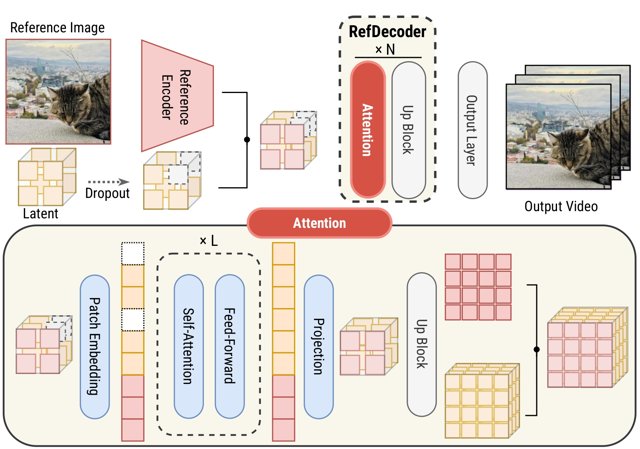 Reference Image
Reference
Encoder
Latent
Dropout
RefDecoder
× N
Attention
Up Block
Output Layer
Output Video
Attention
× L
Patch Embedding
Self-Attention
Feed-Forward
Projection
Up Block